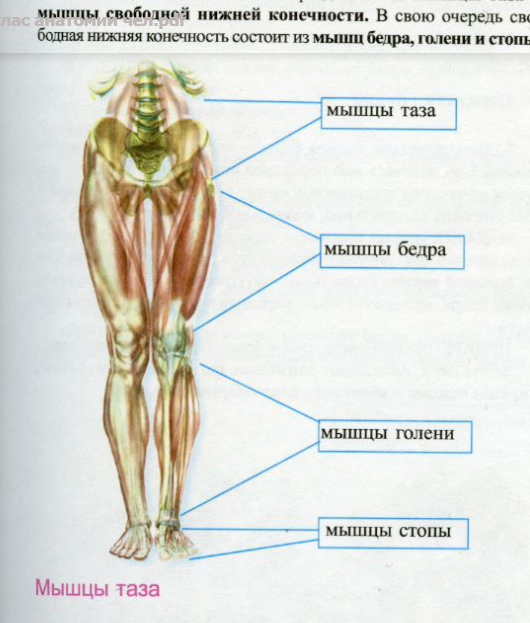 мышцы свободной нижней конечности. В свою очередь сво
лас анатомии чел.pdf
бодная нижняя конечность состоит из мышц бедра, голени и стопы
мышцы таза
мышцы бедра
мышцы голени
мышцы стопы
Мышцы таза